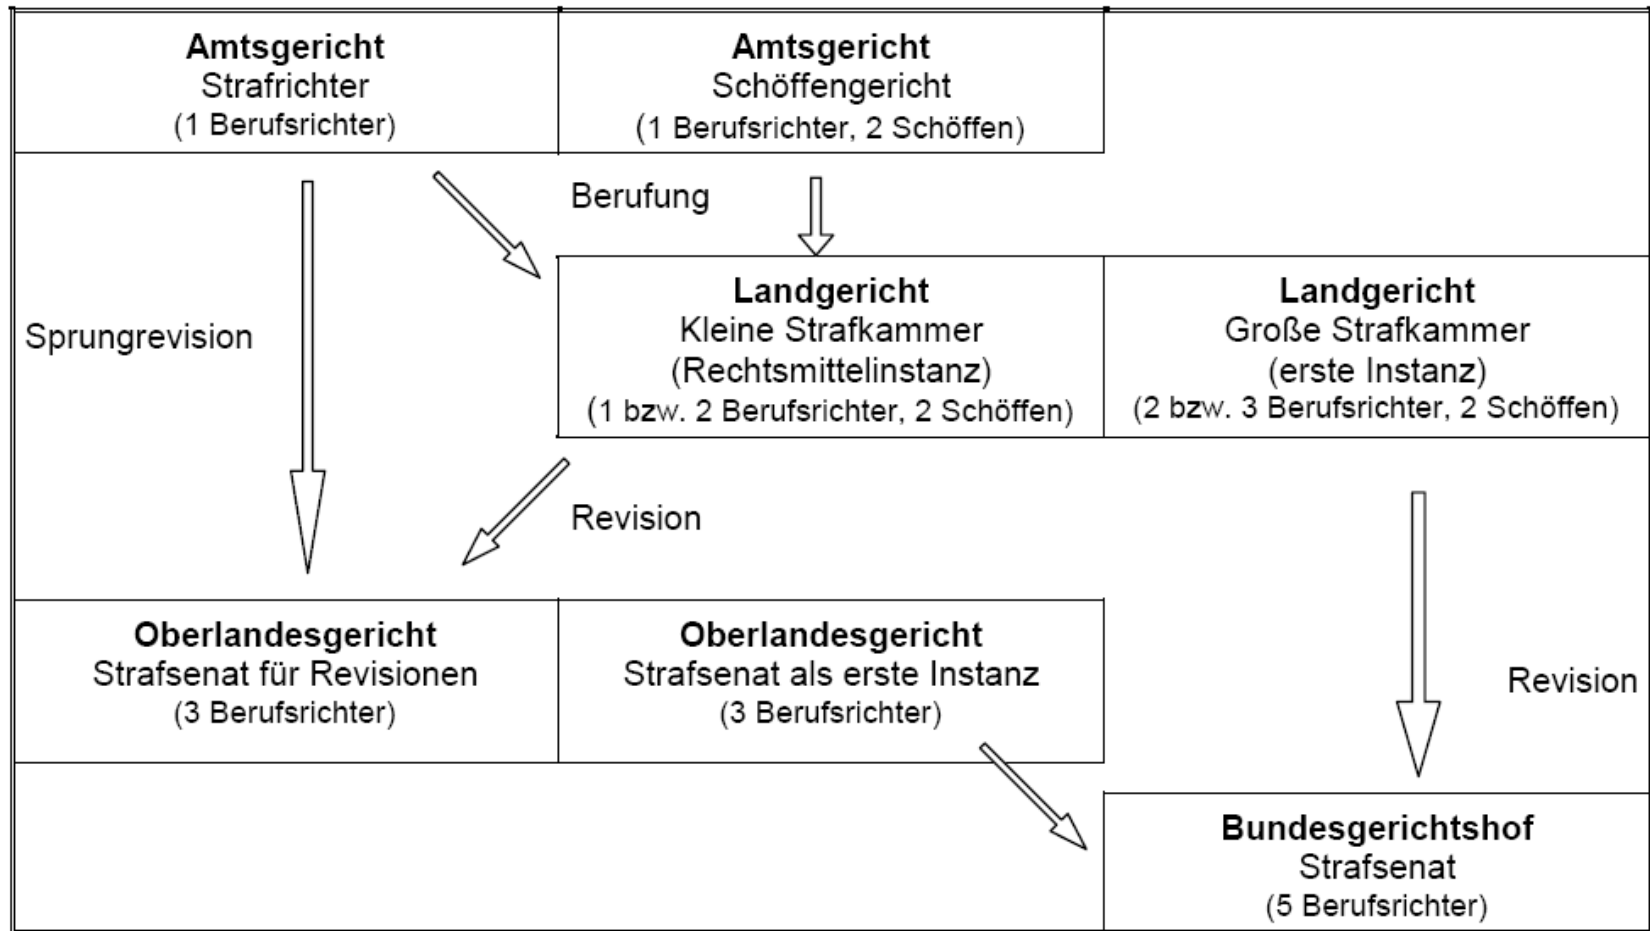 Amtsgericht
Strafrichter
(1 Berufsrichter)
Amtsgericht
Schöffengericht
(1 Berufsrichter, 2 Schöffen)
Berufung
Sprungrevision
Landgericht
Kleine Strafkammer
(Rechtsmittelinstanz)
(1 bzw. 2 Berufsrichter, 2 Schöffen)
Landgericht
Große Strafkammer
(erste Instanz)
(2 bzw. 3 Berufsrichter, 2 Schöffen)
Revision
Oberlandesgericht
Strafsenat für Revisionen
(3 Berufsrichter)
Oberlandesgericht
Strafsenat als erste Instanz
(3 Berufsrichter)
Revision
Bundesgerichtshof
Strafsenat
(5 Berufsrichter)